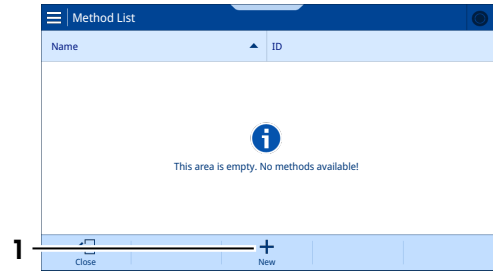 Method List
Name ID
This area is empty. No methods available!
1
Close New